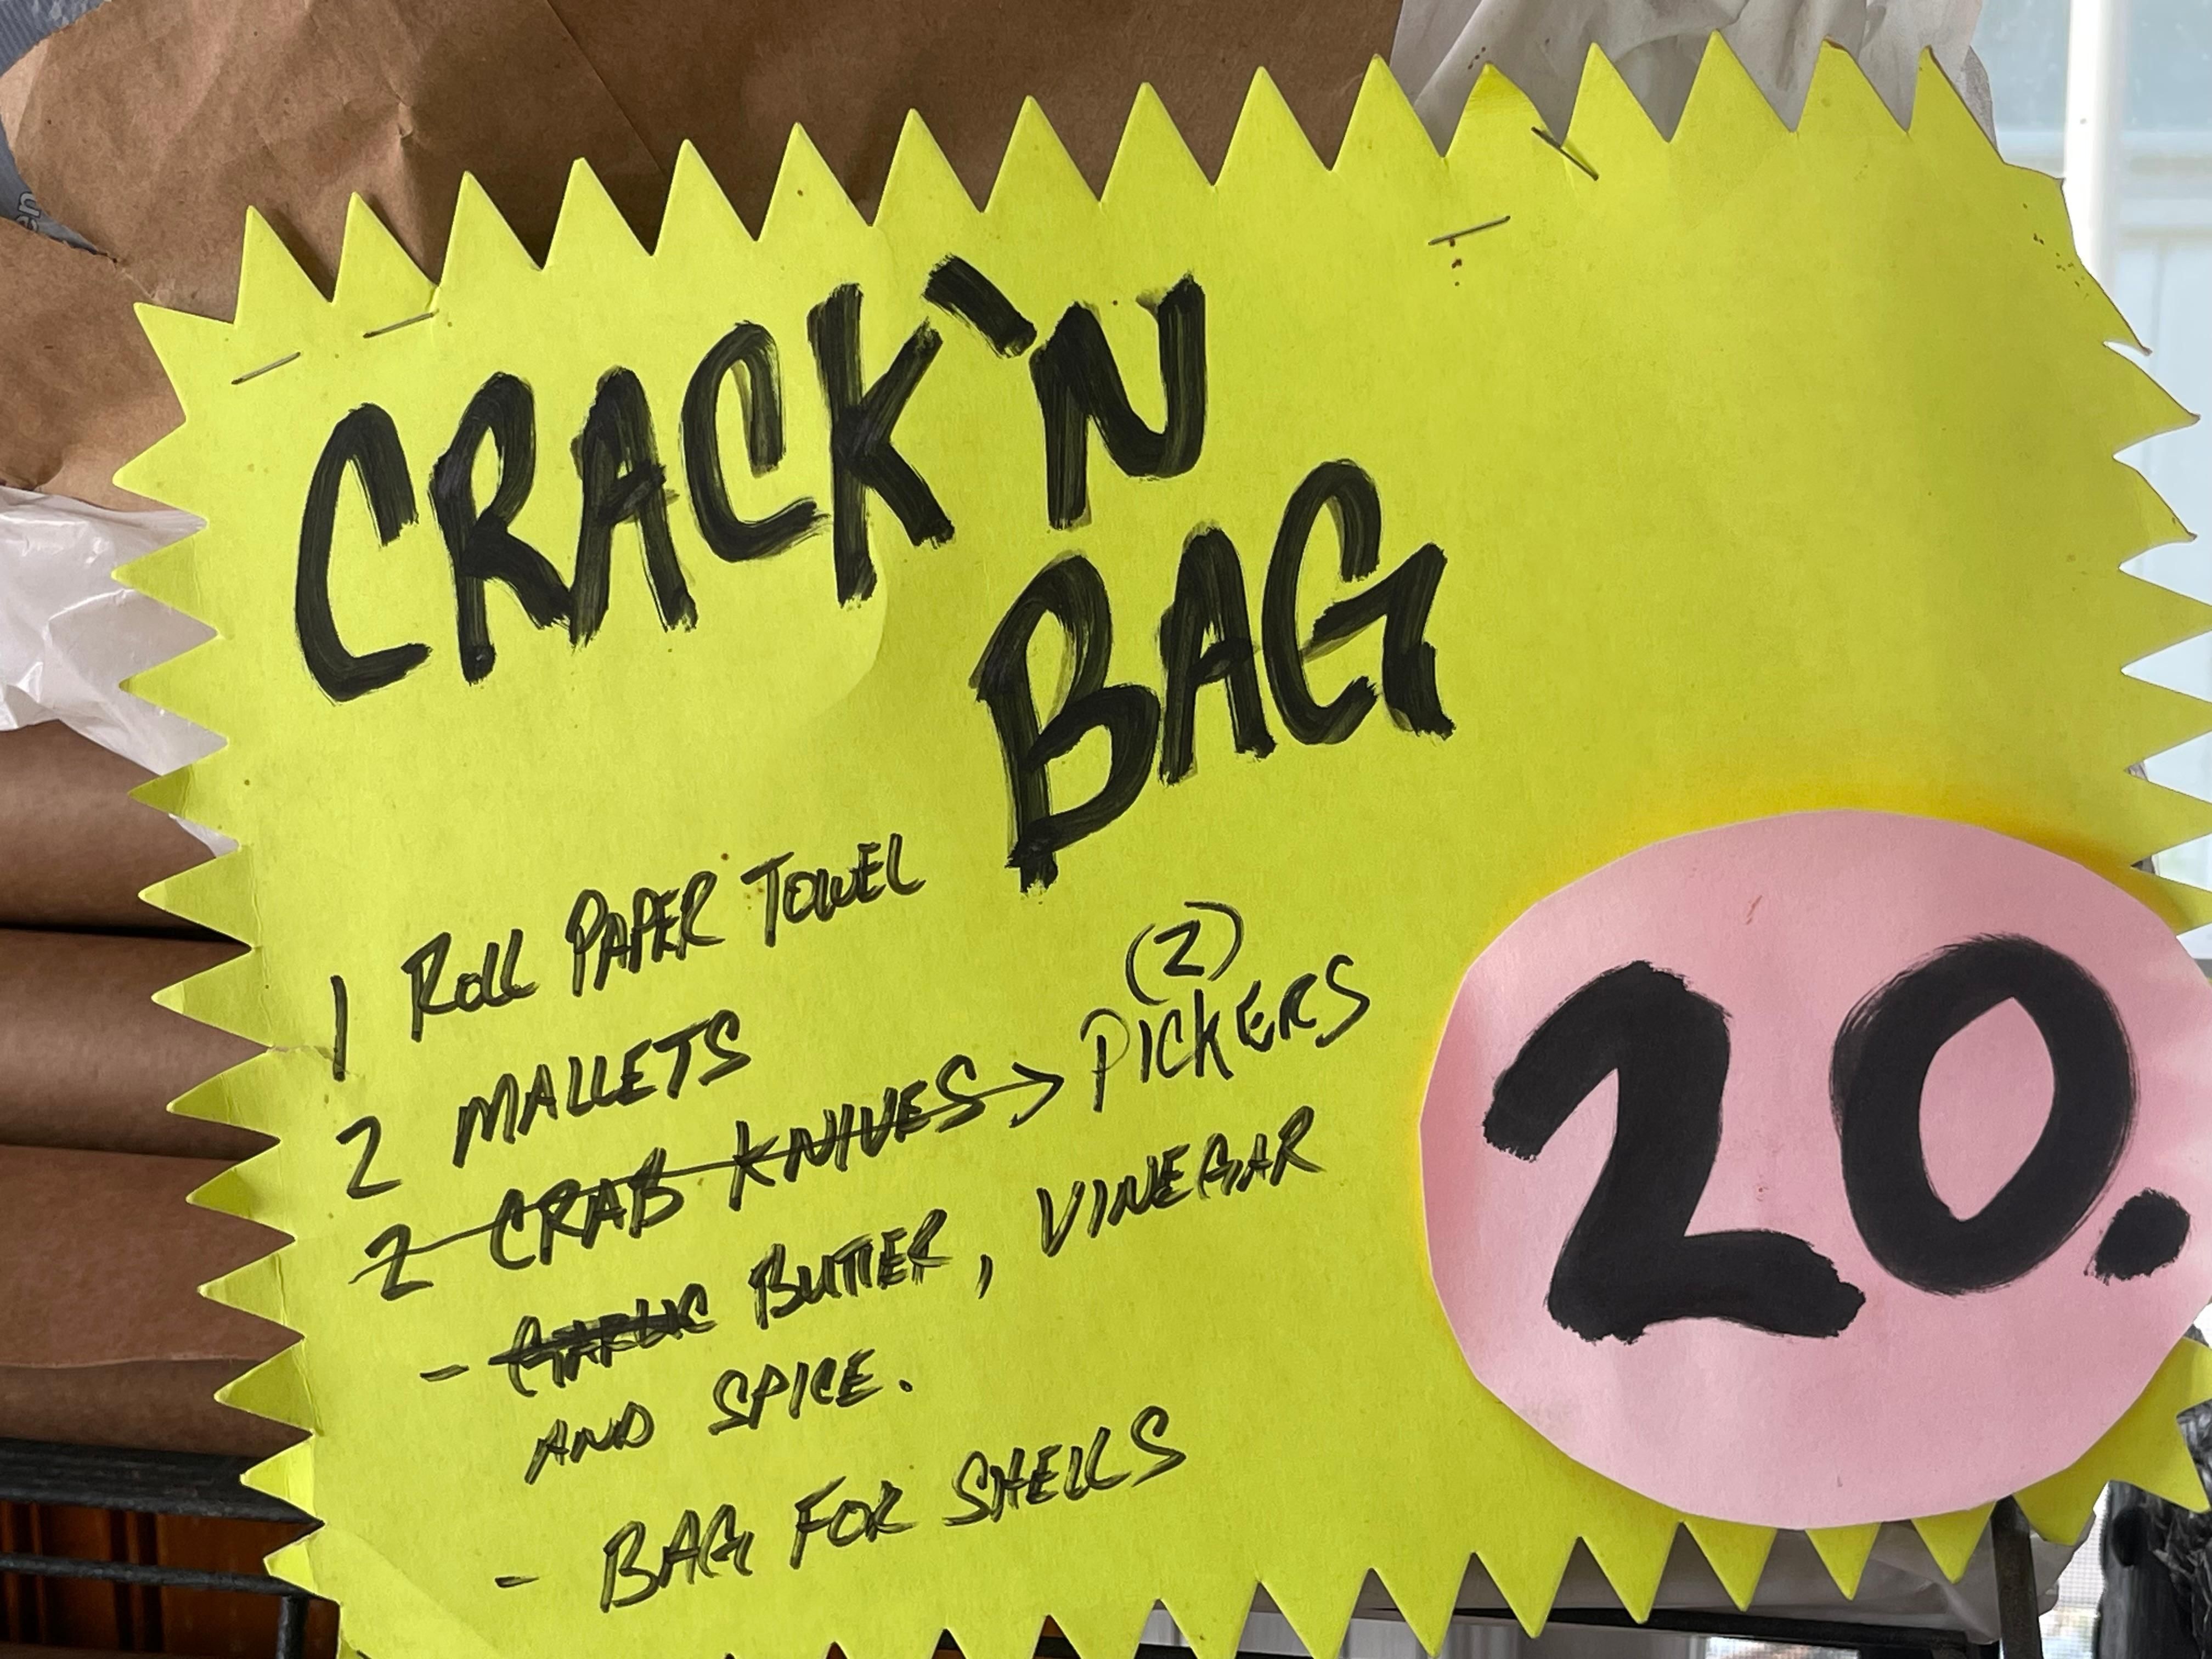 CRACK'N
BAG
1 ROLL PAPER TOWEL
2 MALLETS
(2)
2 CRAB KNIVES → PICKERS
- GARLIC BUTTER, VINEGAR
AND SPICE.
- BAG FOR SHELLS
20.
en